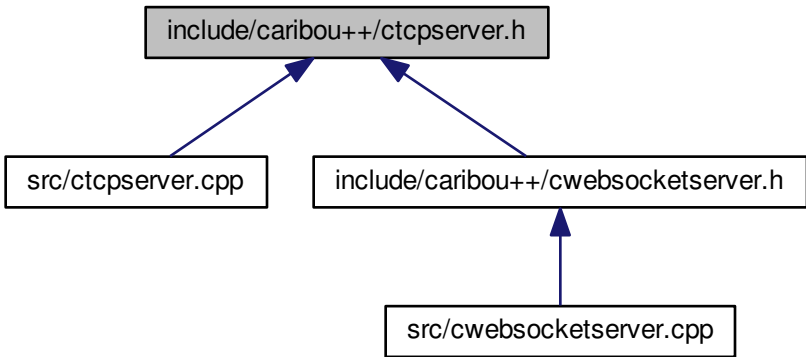 include/caribou++/ctcpserver.h
src/ctcpserver.cpp
include/caribou++/cwebsocketserver.h
src/cwebsocketserver.cpp